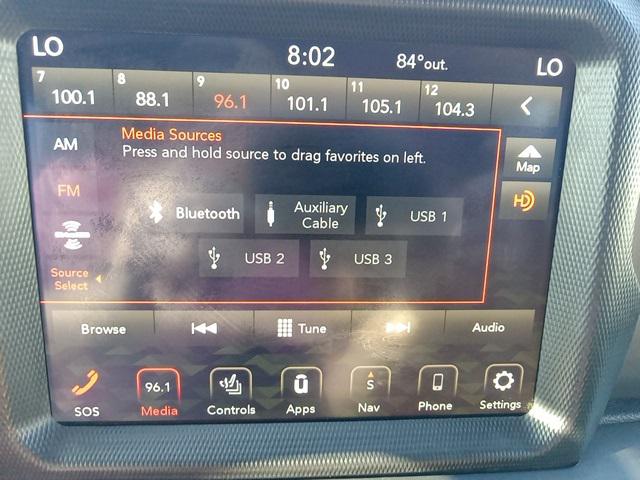 LO 8:02 84°out. LO
7 100.1 8 88.1 9 96.1 10 101.1 11 105.1 12 104.3
AM
Media Sources
Press and hold source to drag favorites on left.
Map
FM
HD
Bluetooth
Auxiliary
Cable
USB 1
USB 2 USB 3
Source
Select
Browse Tune Audio
SOS
96.1
Media
Controls
U
Apps
S
Nav
Phone
Settings